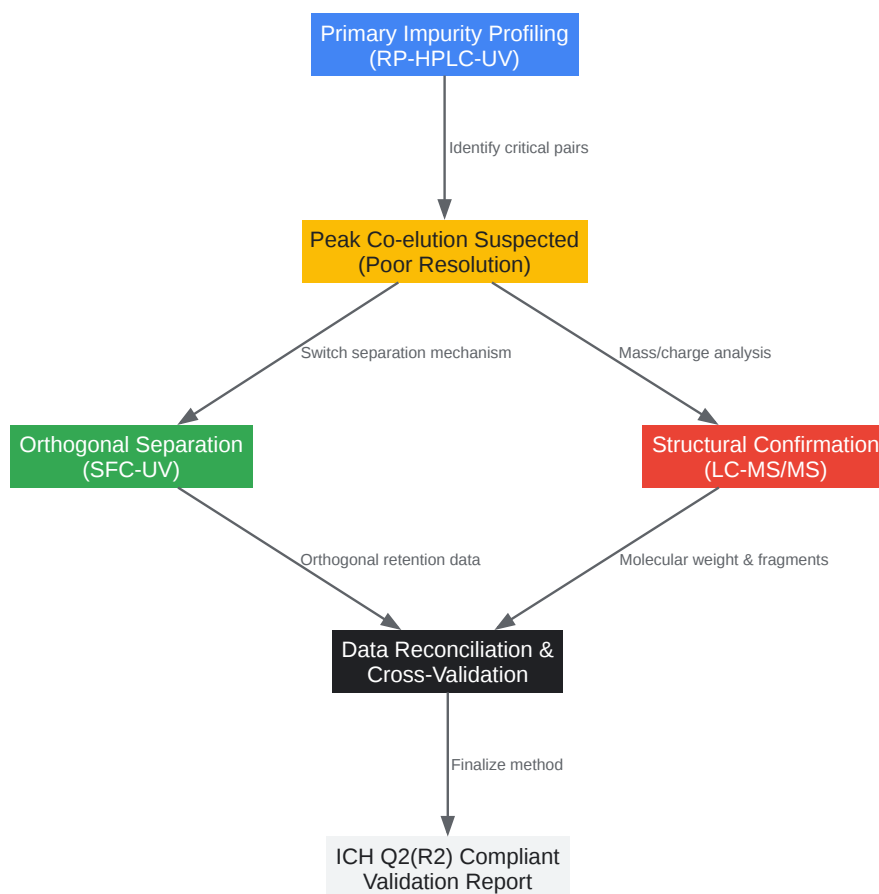 Primary Impurity Profiling
(RP-HPLC-UV)
Identify critical pairs
Peak Co-elution Suspected
(Poor Resolution)
Switch separation mechanism
Mass/charge analysis
Orthogonal Separation
(SFC-UV)
Structural Confirmation
(LC-MS/MS)
Orthogonal retention data
Molecular weight & fragments
Data Reconciliation &
Cross-Validation
Finalize method
ICH Q2(R2) Compliant
Validation Report